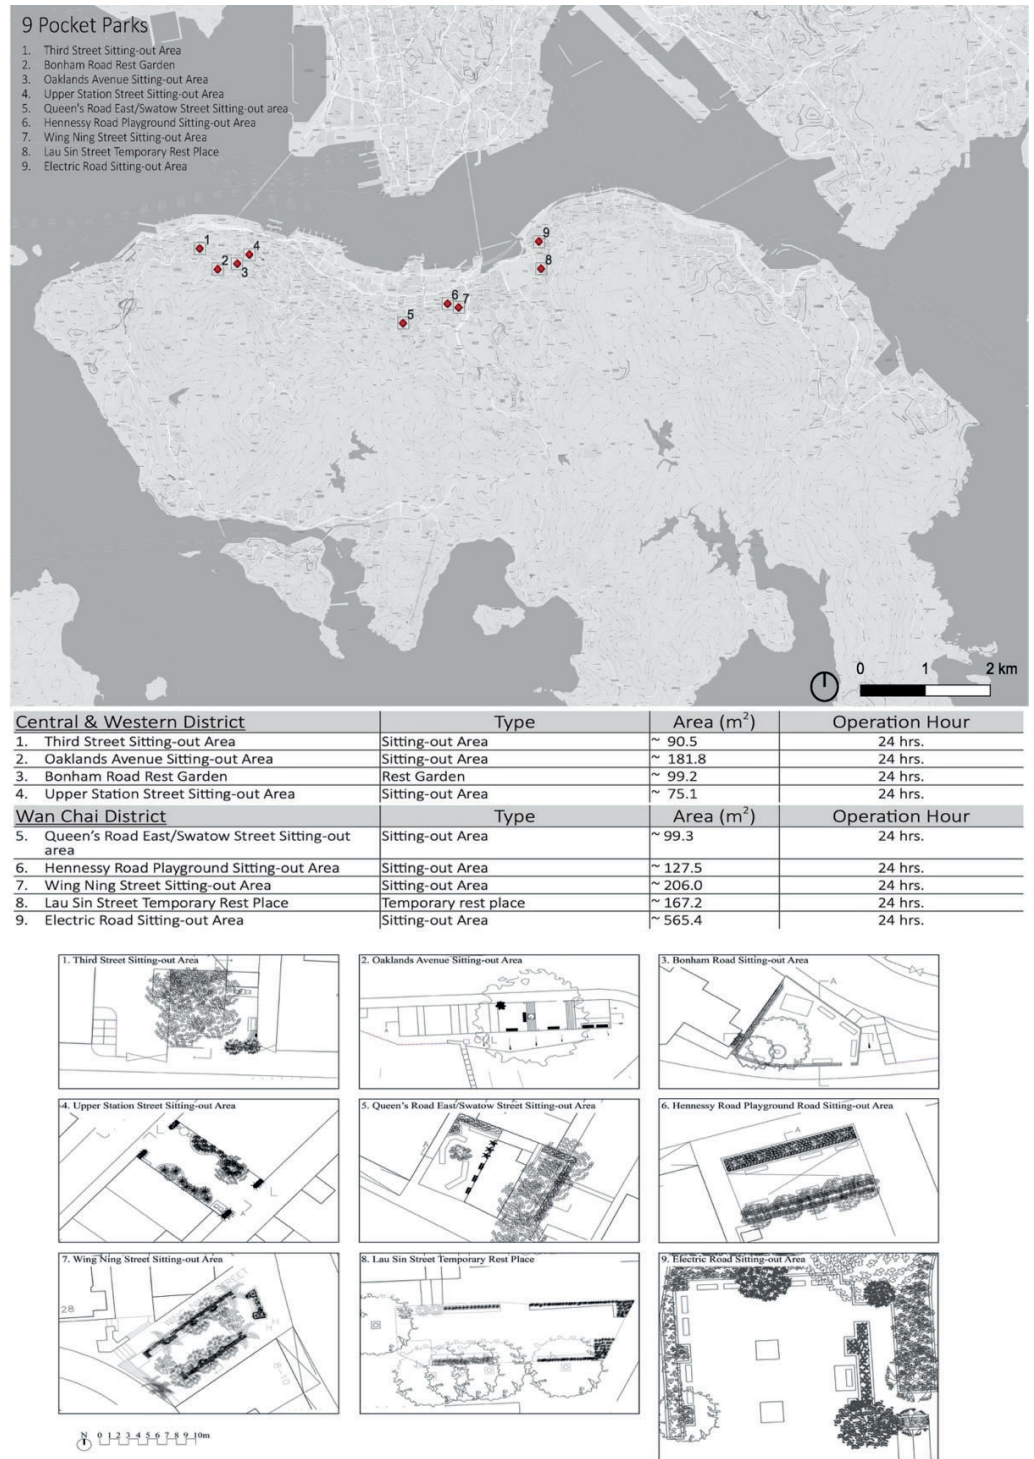 9 Pocket Parks
1. Third Street Sitting-out Area
2. Bonham Road Rest Garden
3. Oaklands Avenue Sitting-out Area
4. Upper Station Street Sitting-out Area
5. Queen's Road East/Swatow Street Sitting-out area
6. Hennessy Road Playground Sitting-out Area
7. Wing Ning Street Sitting-out Area
8. Lau Sin Street Temporary Rest Place
9. Electric Road Sitting-out Area
1
2
3
4
5
6
7
8
9
0 1 2 km
Central & Western District Type Area (m²) Operation Hour
1. Third Street Sitting-out Area Sitting-out Area ~ 90.5 24 hrs.
2. Oaklands Avenue Sitting-out Area Sitting-out Area ~ 181.8 24 hrs.
3. Bonham Road Rest Garden Rest Garden ~ 99.2 24 hrs.
4. Upper Station Street Sitting-out Area Sitting-out Area ~ 75.1 24 hrs.
Wan Chai District Type Area (m²) Operation Hour
5. Queen's Road East/Swatow Street Sitting-out Sitting-out Area ~ 99.3 24 hrs.
area
6. Hennessy Road Playground Sitting-out Area Sitting-out Area ~ 127.5 24 hrs.
7. Wing Ning Street Sitting-out Area Sitting-out Area ~ 206.0 24 hrs.
8. Lau Sin Street Temporary Rest Place Temporary rest place ~ 167.2 24 hrs.
9. Electric Road Sitting-out Area Sitting-out Area ~ 565.4 24 hrs.
1. Third Street Sitting-out Area
2. Oaklands Avenue Sitting-out Area
3. Bonham Road Sitting-out Area
A
4. Upper Station Street Sitting-out Area
5. Queen's Road East/Swatow Street Sitting-out Area
6. Hennessy Road Playground Road Sitting-out Area
7. Wing Ning Street Sitting-out Area
STREET
28
8-10
8. Lau Sin Street Temporary Rest Place
9. Electric Road Sitting-out Area
N 0 1 2 3 4 5 6 7 8 9 10m